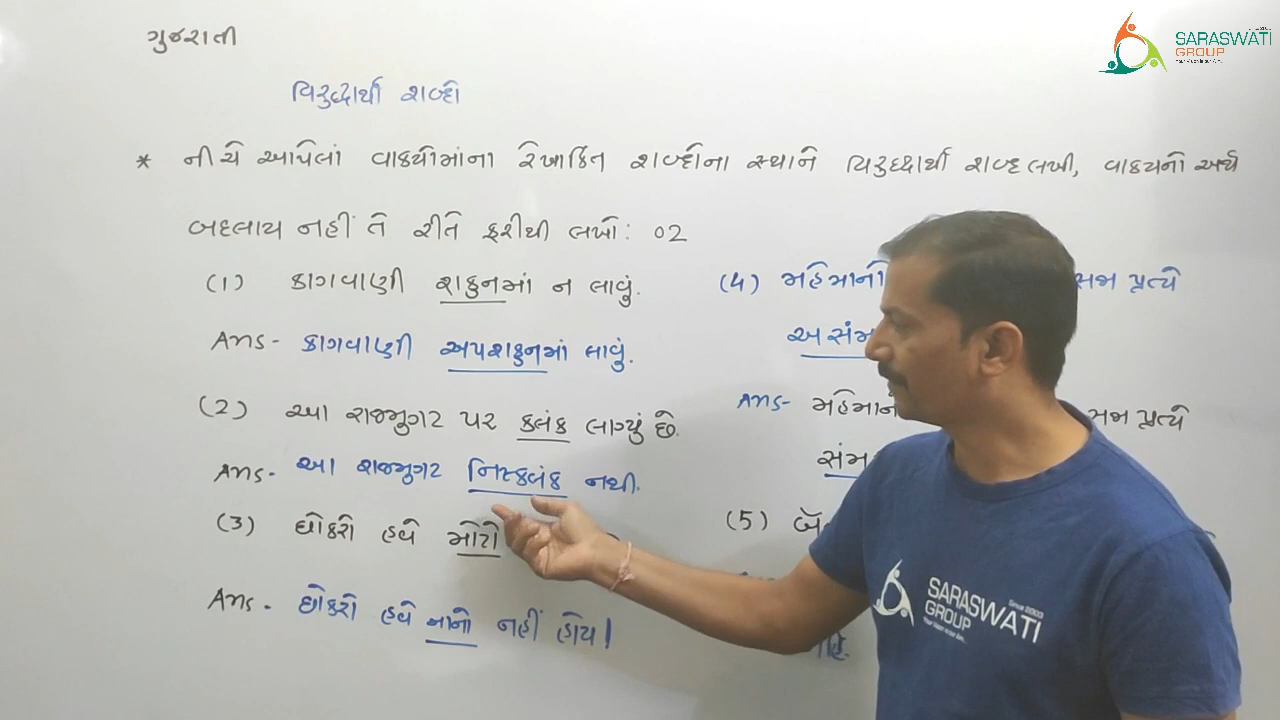 ગુજરાતી
વિરુદ્ધાર્થી શબ્દો
* નીચે આપેલાં વાક્યોમાંના રેખાંકિત શબ્દોના સ્થાને વિરુદ્ધાર્થી શબ્દ લખી, વાક્યનો અર્થ
બદલાય નહીં તે રીતે ફરીથી લખો: 02
(1) કાગવાણી શકુનમાં ન લાવું.
Ans- કાગવાણી અપશકુનમાં લાવું.
(2) આ રાજમુગટ પર કલંક લાગ્યું છે.
Ans- આ રાજમુગટ નિષ્કલંક નથી.
(3) છોકરો હવે મોટો
Ans- છોકરો હવે નાનો નહીં હોય!
(4) મહેમાનો સમ પ્રત્યે
અસંમ
Ans- મહેમાન સમ પ્રત્યે
સંમ
(5)
SARASWATI
GROUP
Since 2003
SARASWATI
GROUP